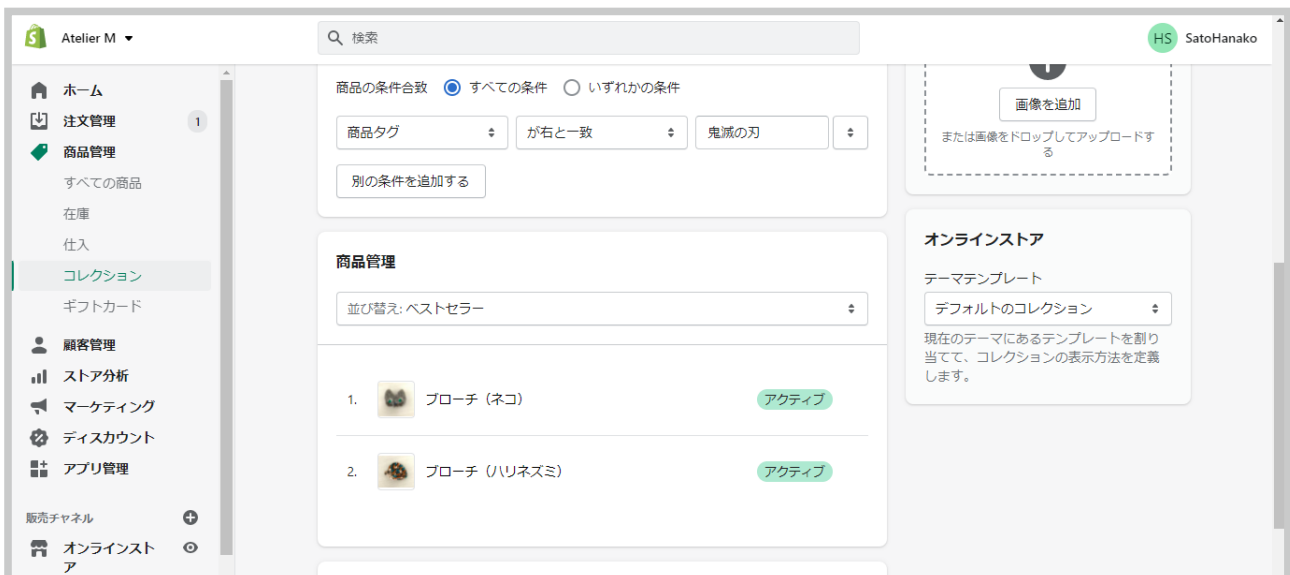 Atelier M
検索
HS SatoHanako
ホーム
注文管理 1
商品管理
すべての商品
在庫
仕入
コレクション
ギフトカード
顧客管理
ストア分析
マーケティング
ディスカウント
アプリ管理
販売チャネル
オンラインスト
ア
商品の条件合致 すべての条件 いずれかの条件
商品タグ が右と一致 鬼滅の刃
別の条件を追加する
商品管理
並び替え: ベストセラー
1. ブローチ（ネコ） アクティブ
2. ブローチ（ハリネズミ） アクティブ
画像を追加
または画像をドロップしてアップロードす
る
オンラインストア
テーマテンプレート
デフォルトのコレクション
現在のテーマにあるテンプレートを割り
当てて、コレクションの表示方法を定義
します。